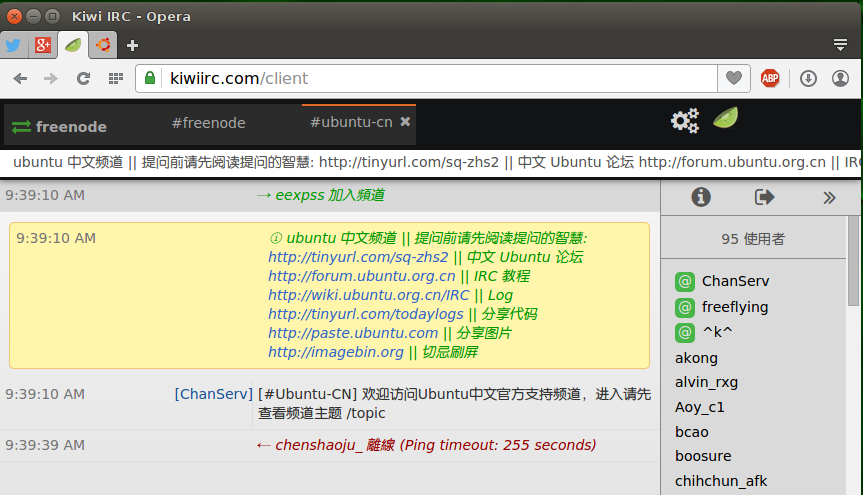 Kiwi IRC - Opera
kiwiirc.com/client
ABP
freenode
#freenode
#ubuntu-cn
ubuntu 中文频道 || 提问前请先阅读提问的智慧: http://tinyurl.com/sq-zhs2 || 中文 Ubuntu 论坛 http://forum.ubuntu.org.cn || IRC
9:39:10 AM → eexpss 加入頻道
95 使用者
9:39:10 AM ubuntu 中文频道 || 提问前请先阅读提问的智慧:
http://tinyurl.com/sq-zhs2 || 中文 Ubuntu 论坛
http://forum.ubuntu.org.cn || IRC 教程
http://wiki.ubuntu.org.cn/IRC || Log
http://tinyurl.com/todaylogs || 分享代码
http://paste.ubuntu.com || 分享图片
http://imagebin.org || 切忌刷屏
9:39:10 AM [ChanServ] [#Ubuntu-CN] 欢迎访问Ubuntu中文官方支持频道，进入请先
查看频道主题 /topic
9:39:39 AM ← chenshaoju_ 離線 (Ping timeout: 255 seconds)
@ ChanServ
@ freeflying
@ ^k^
akong
alvin_rxg
Aoy_c1
bcao
boosure
chihchun_afk